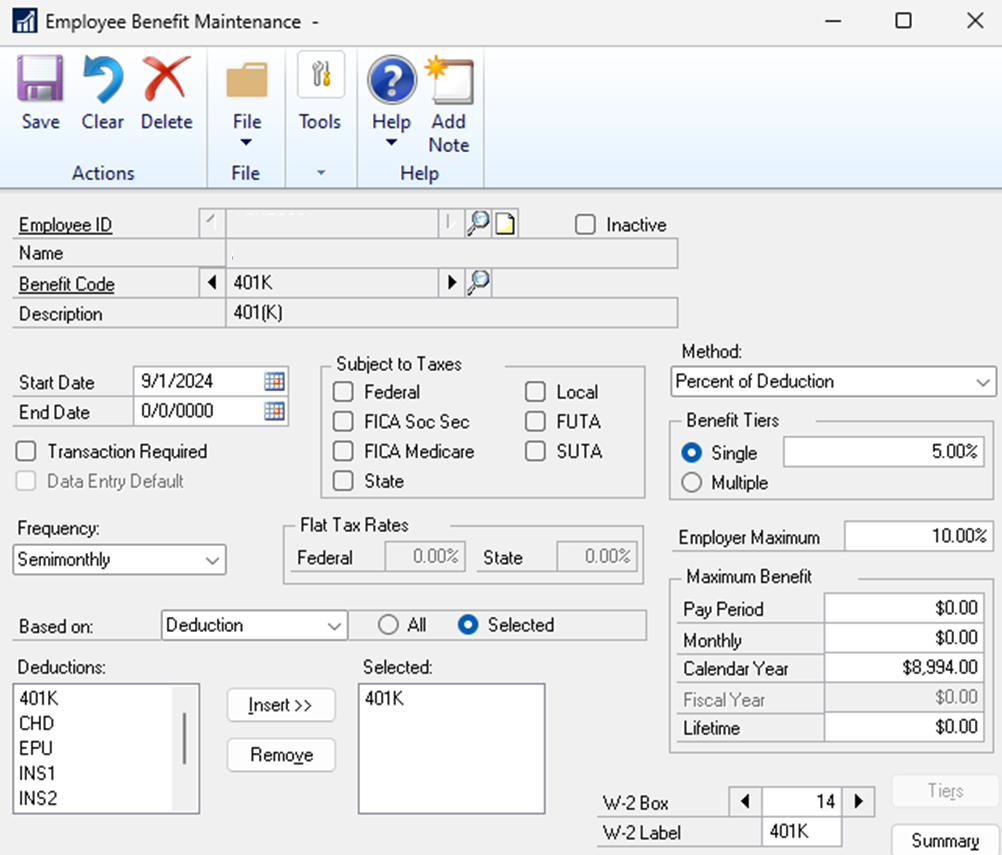 Employee Benefit Maintenance -
Save Clear Delete File Tools Help Add Note
Actions File Help
Employee ID Inactive
Name
Benefit Code 401K
Description 401(K)
Start Date 9/1/2024
End Date 0/0/0000
Transaction Required
Data Entry Default
Subject to Taxes
Federal Local
FICA Soc Sec FUTA
FICA Medicare SUTA
State
Method:
Percent of Deduction
Benefit Tiers
Single 5.00%
Multiple
Frequency:
Semimonthly
Flat Tax Rates
Federal 0.00% State 0.00%
Employer Maximum 10.00%
Maximum Benefit
Pay Period $0.00
Monthly $0.00
Calendar Year $8,994.00
Fiscal Year $0.00
Lifetime $0.00
Based on: Deduction All Selected
Deductions: Selected:
401K
CHD
EPU
INS1
INS2
Insert >>
Remove
401K
W-2 Box 14
W-2 Label 401K
Tiers
Summary